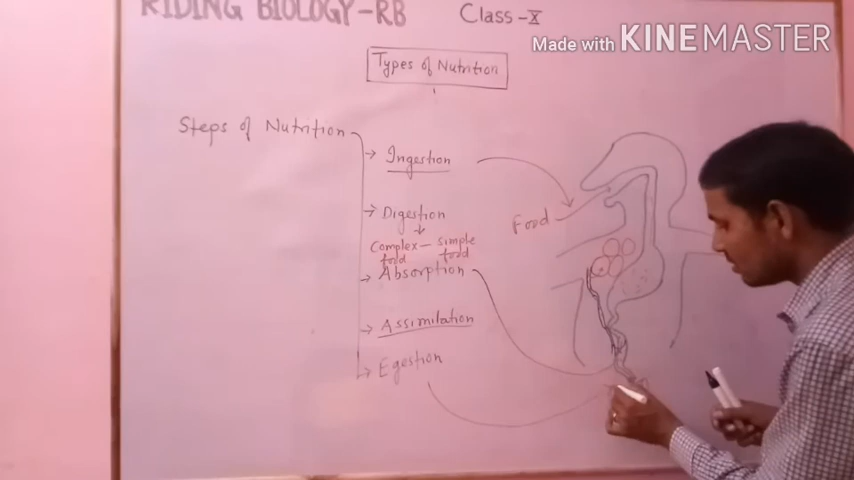 RIDING BIOLOGY-RB Class-X
Made with KINEMASTER
Types of Nutrition
Steps of Nutrition
Ingestion
Digestion
Food
Complex - simple
food food
Absorption
Assimilation
Egestion